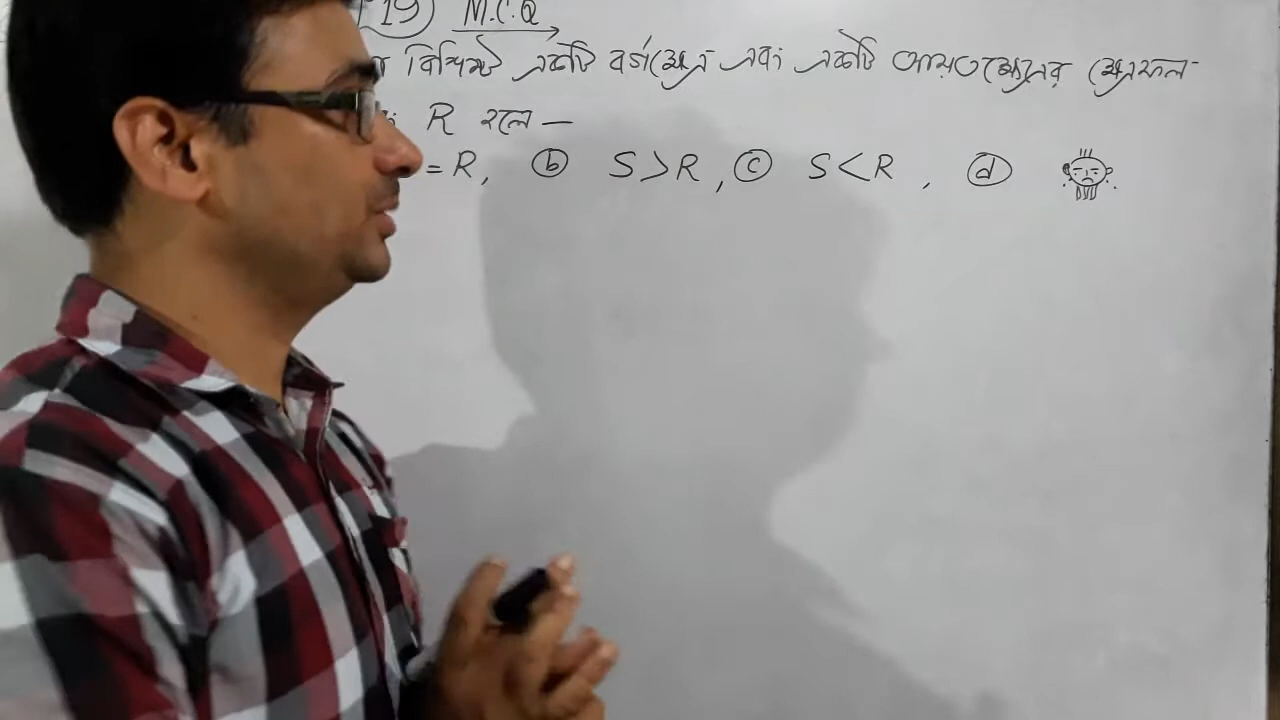 19) M.C.Q
বিশিষ্ট একটি বর্গক্ষেত্র এবং একটি আয়তক্ষেত্রের ক্ষেত্রফল
R হলে —
= R, (b) S > R, (c) S < R, (d)